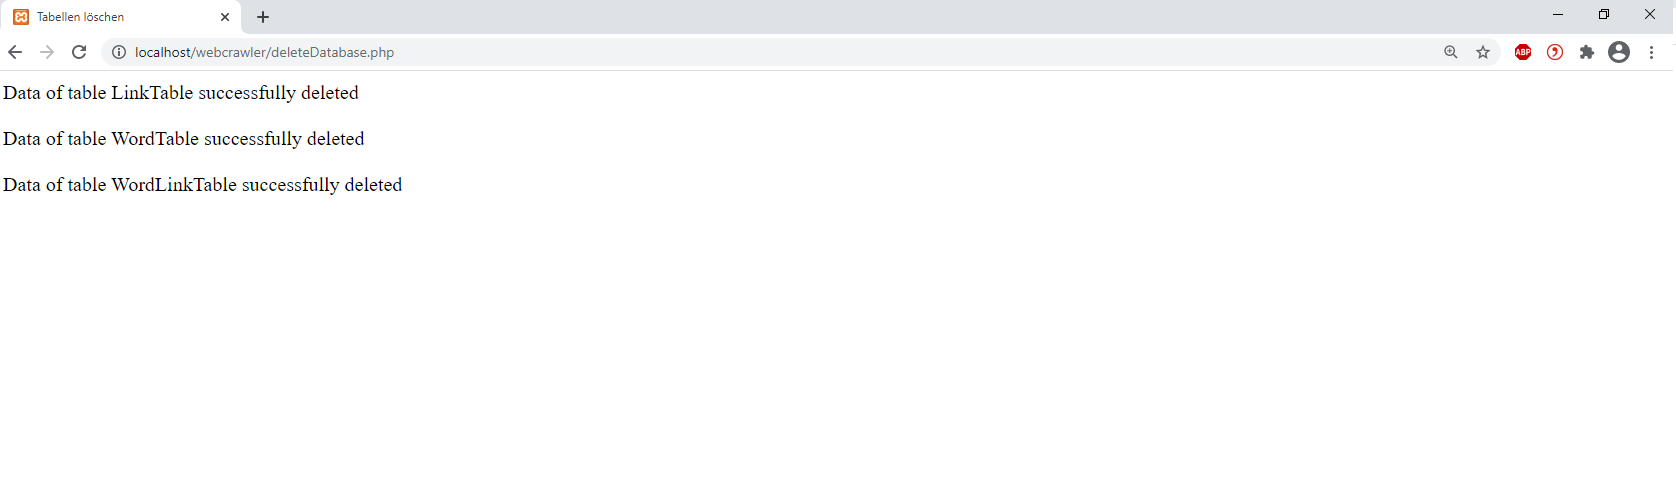 Tabellen löschen
localhost/webcrawler/deleteDatabase.php
ABP
Data of table LinkTable successfully deleted
Data of table WordTable successfully deleted
Data of table WordLinkTable successfully deleted